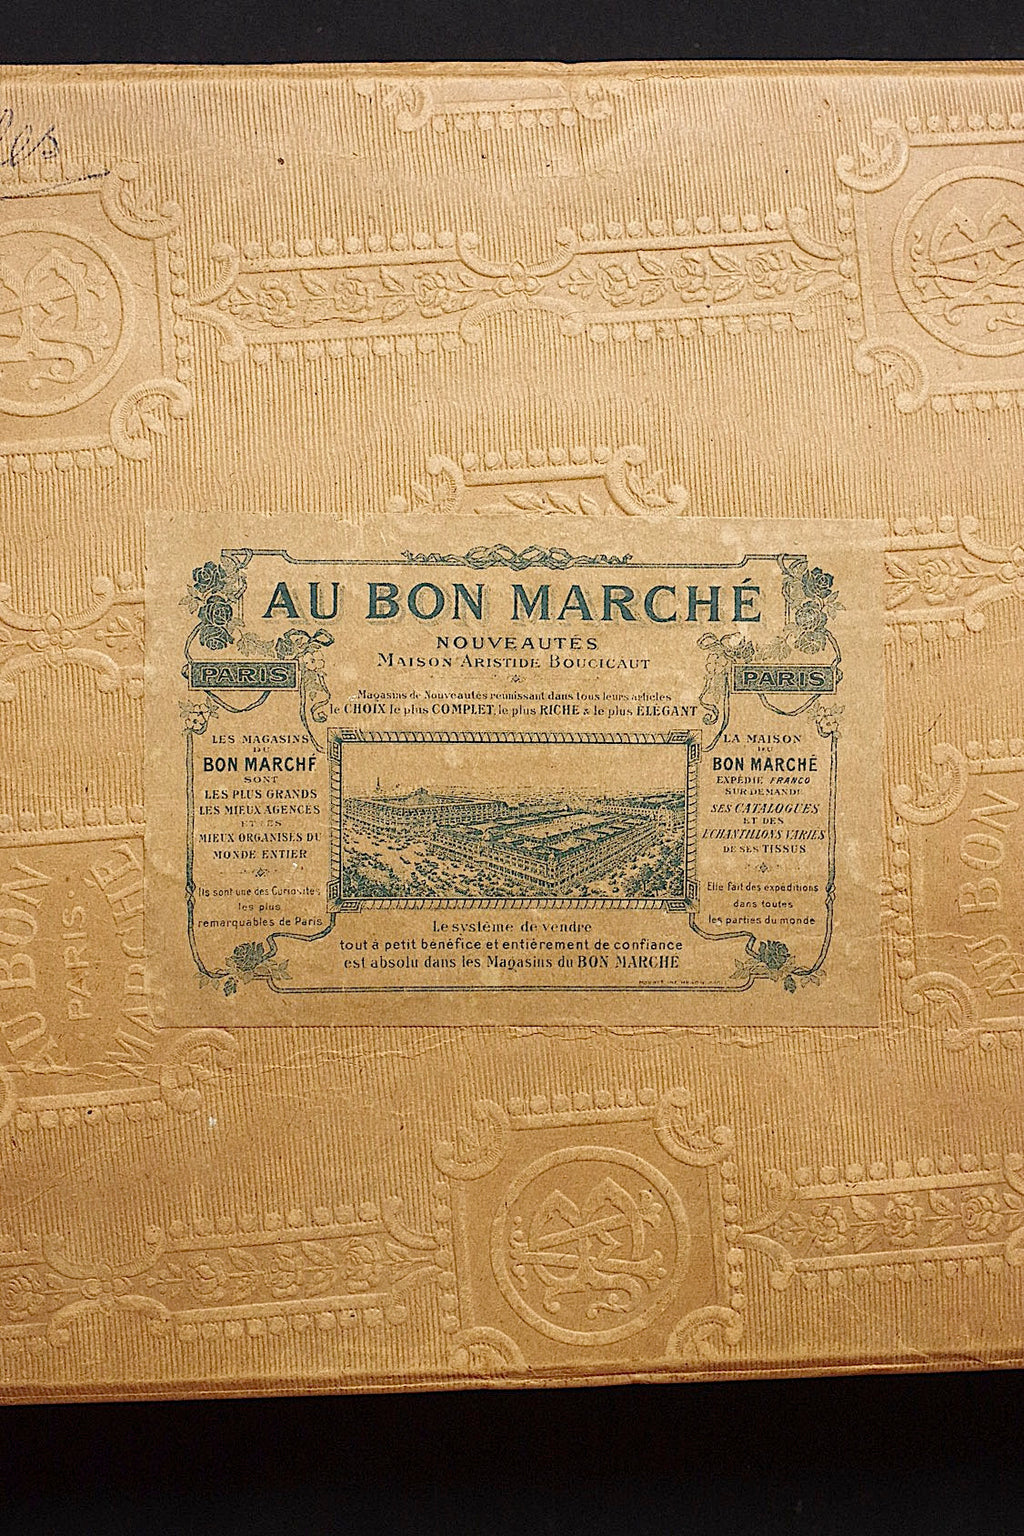 les
AU BON MARCHÉ
NOUVEAUTÉS
MAISON ARISTIDE BOUCICAUT
PARIS
PARIS
Magasins de Nouveautés réunissant dans tous leurs articles
le CHOIX le plus COMPLET, le plus RICHE & le plus ÉLÉGANT
LES MAGASINS
DU
BON MARCHÉ
SONT
LES PLUS GRANDS
LES MIEUX AGENCÉS
ET LES
MIEUX ORGANISÉS DU
MONDE ENTIER
Ils sont une des Curiosités
les plus
remarquables de Paris
LA MAISON
DU
BON MARCHÉ
EXPÉDIE FRANCO
SUR DEMANDE
SES CATALOGUES
ET DES
ÉCHANTILLONS VARIÉS
DE SES TISSUS
Elle fait des expéditions
dans toutes
les parties du monde
Le système de vendre
tout à petit bénéfice et entièrement de confiance
est absolu dans les Magasins du BON MARCHÉ
AU BON
PARIS
MARCHÉ
AU BON